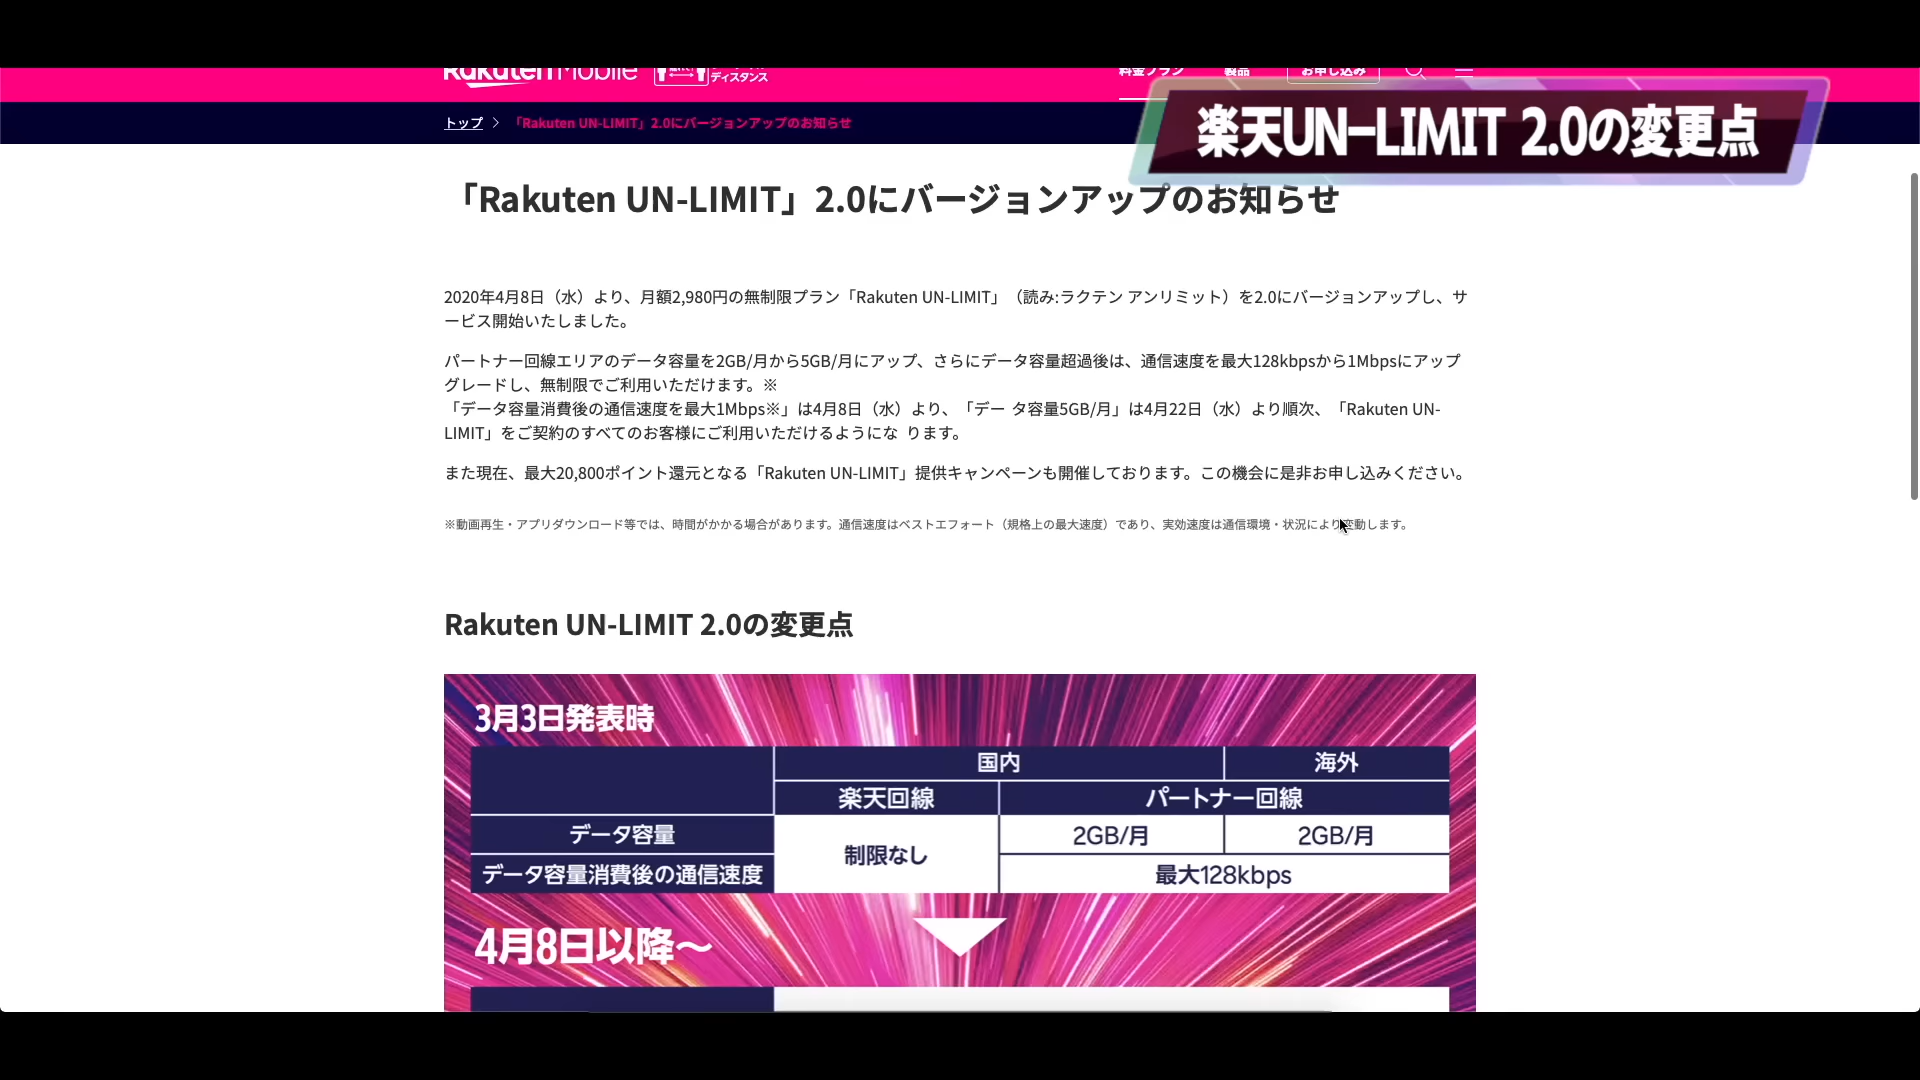 Rakuten Mobile
ディスタンス
料金プラン 製品 お申し込み
トップ > 「Rakuten UN-LIMIT」2.0にバージョンアップのお知らせ
楽天UN-LIMIT 2.0の変更点
「Rakuten UN-LIMIT」2.0にバージョンアップのお知らせ
2020年4月8日（水）より、月額2,980円の無制限プラン「Rakuten UN-LIMIT」（読み:ラクテン アンリミット）を2.0にバージョンアップし、サ
ービス開始いたしました。
パートナー回線エリアのデータ容量を2GB/月から5GB/月にアップ、さらにデータ容量超過後は、通信速度を最大128kbpsから1Mbpsにアップ
グレードし、無制限でご利用いただけます。※
「データ容量消費後の通信速度を最大1Mbps※」は4月8日（水）より、「デー タ容量5GB/月」は4月22日（水）より順次、「Rakuten UN-
LIMIT」をご契約のすべてのお客様にご利用いただけるようにな ります。
また現在、最大20,800ポイント還元となる「Rakuten UN-LIMIT」提供キャンペーンも開催しております。この機会に是非お申し込みください。
※動画再生・アプリダウンロード等では、時間がかかる場合があります。通信速度はベストエフォート（規格上の最大速度）であり、実効速度は通信環境・状況により変動します。
Rakuten UN-LIMIT 2.0の変更点
3月3日発表時
国内 海外
楽天回線 パートナー回線
データ容量 制限なし 2GB/月 2GB/月
データ容量消費後の通信速度 最大128kbps
4月8日以降～